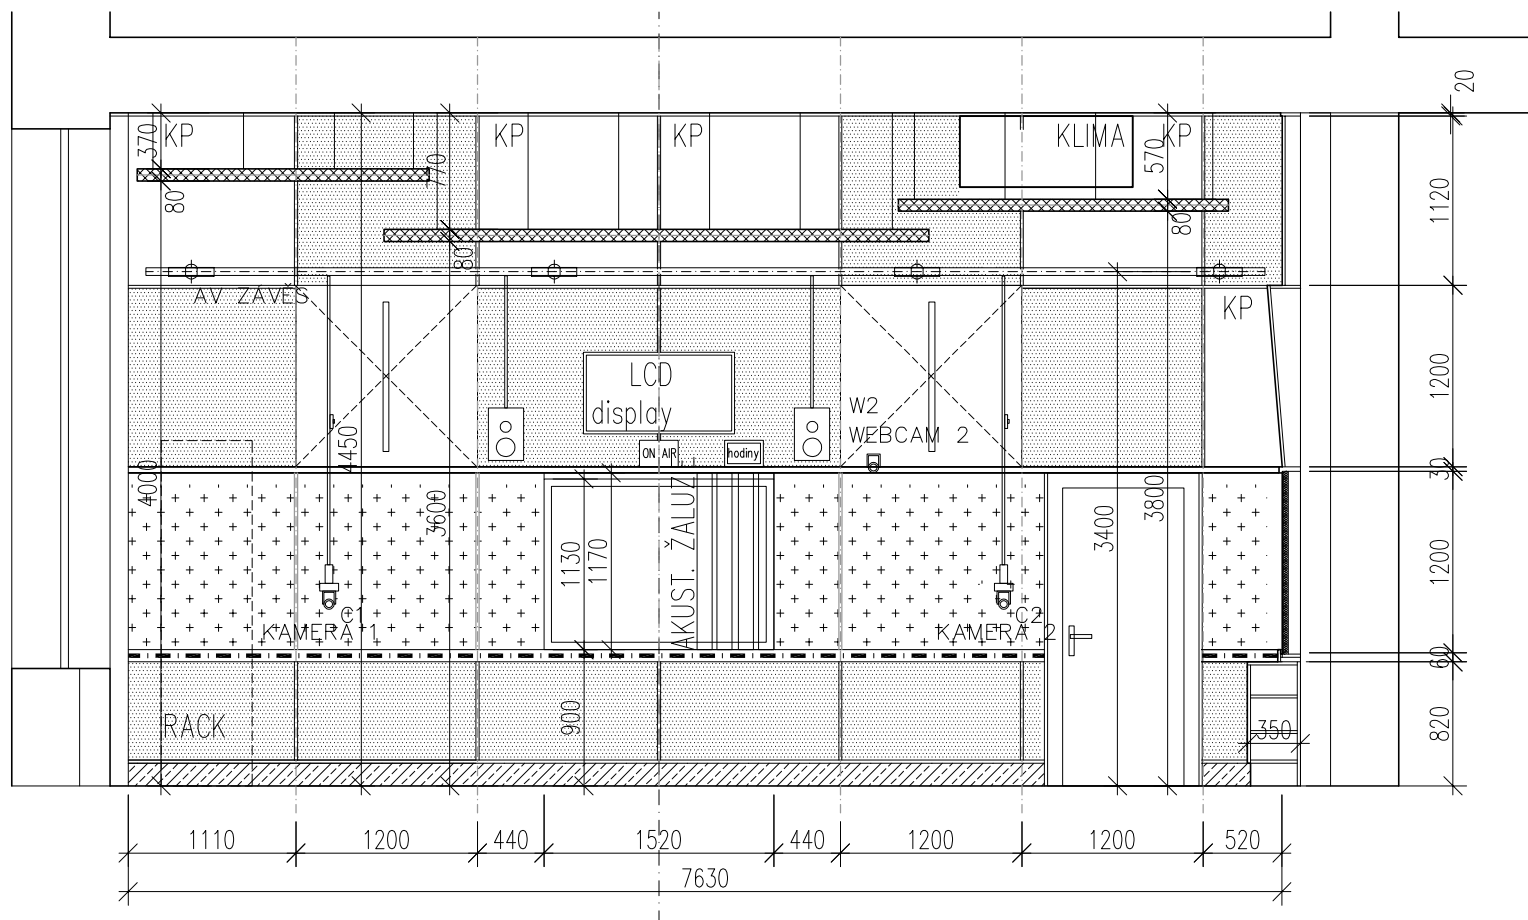 20
370
KP
KP
KP
KLIMA
KP
570
770
80
80
80
1120
AV ZÁVĚS
KP
LCD
display
W2
WEBCAM 2
1200
ON AIR
hodiny
4450
4000
3600
30
3800
3400
1130
1170
AKUST. ŽALUZ
1200
C1
KAMERA 1
C2
KAMERA 2
60
RACK
900
350
820
1110
1200
440
1520
440
1200
1200
520
7630